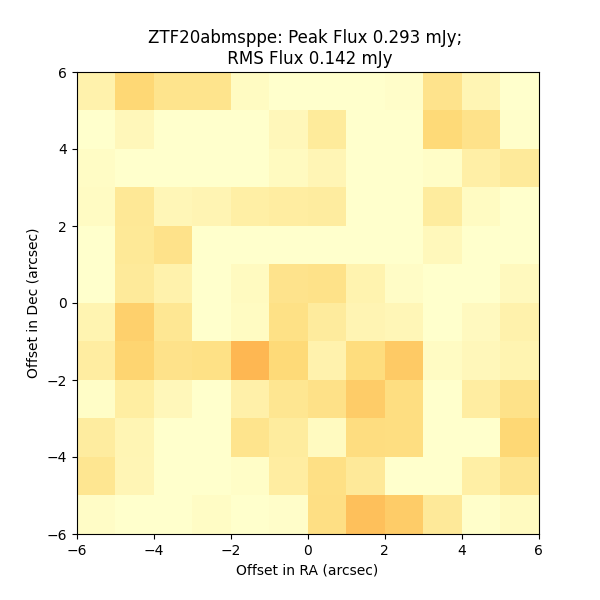 ZTF20abmsppe: Peak Flux 0.293 mJy;
RMS Flux 0.142 mJy
6
4
2
0
−2
−4
−6
Offset in Dec (arcsec)
−6 −4 −2 0 2 4 6
Offset in RA (arcsec)